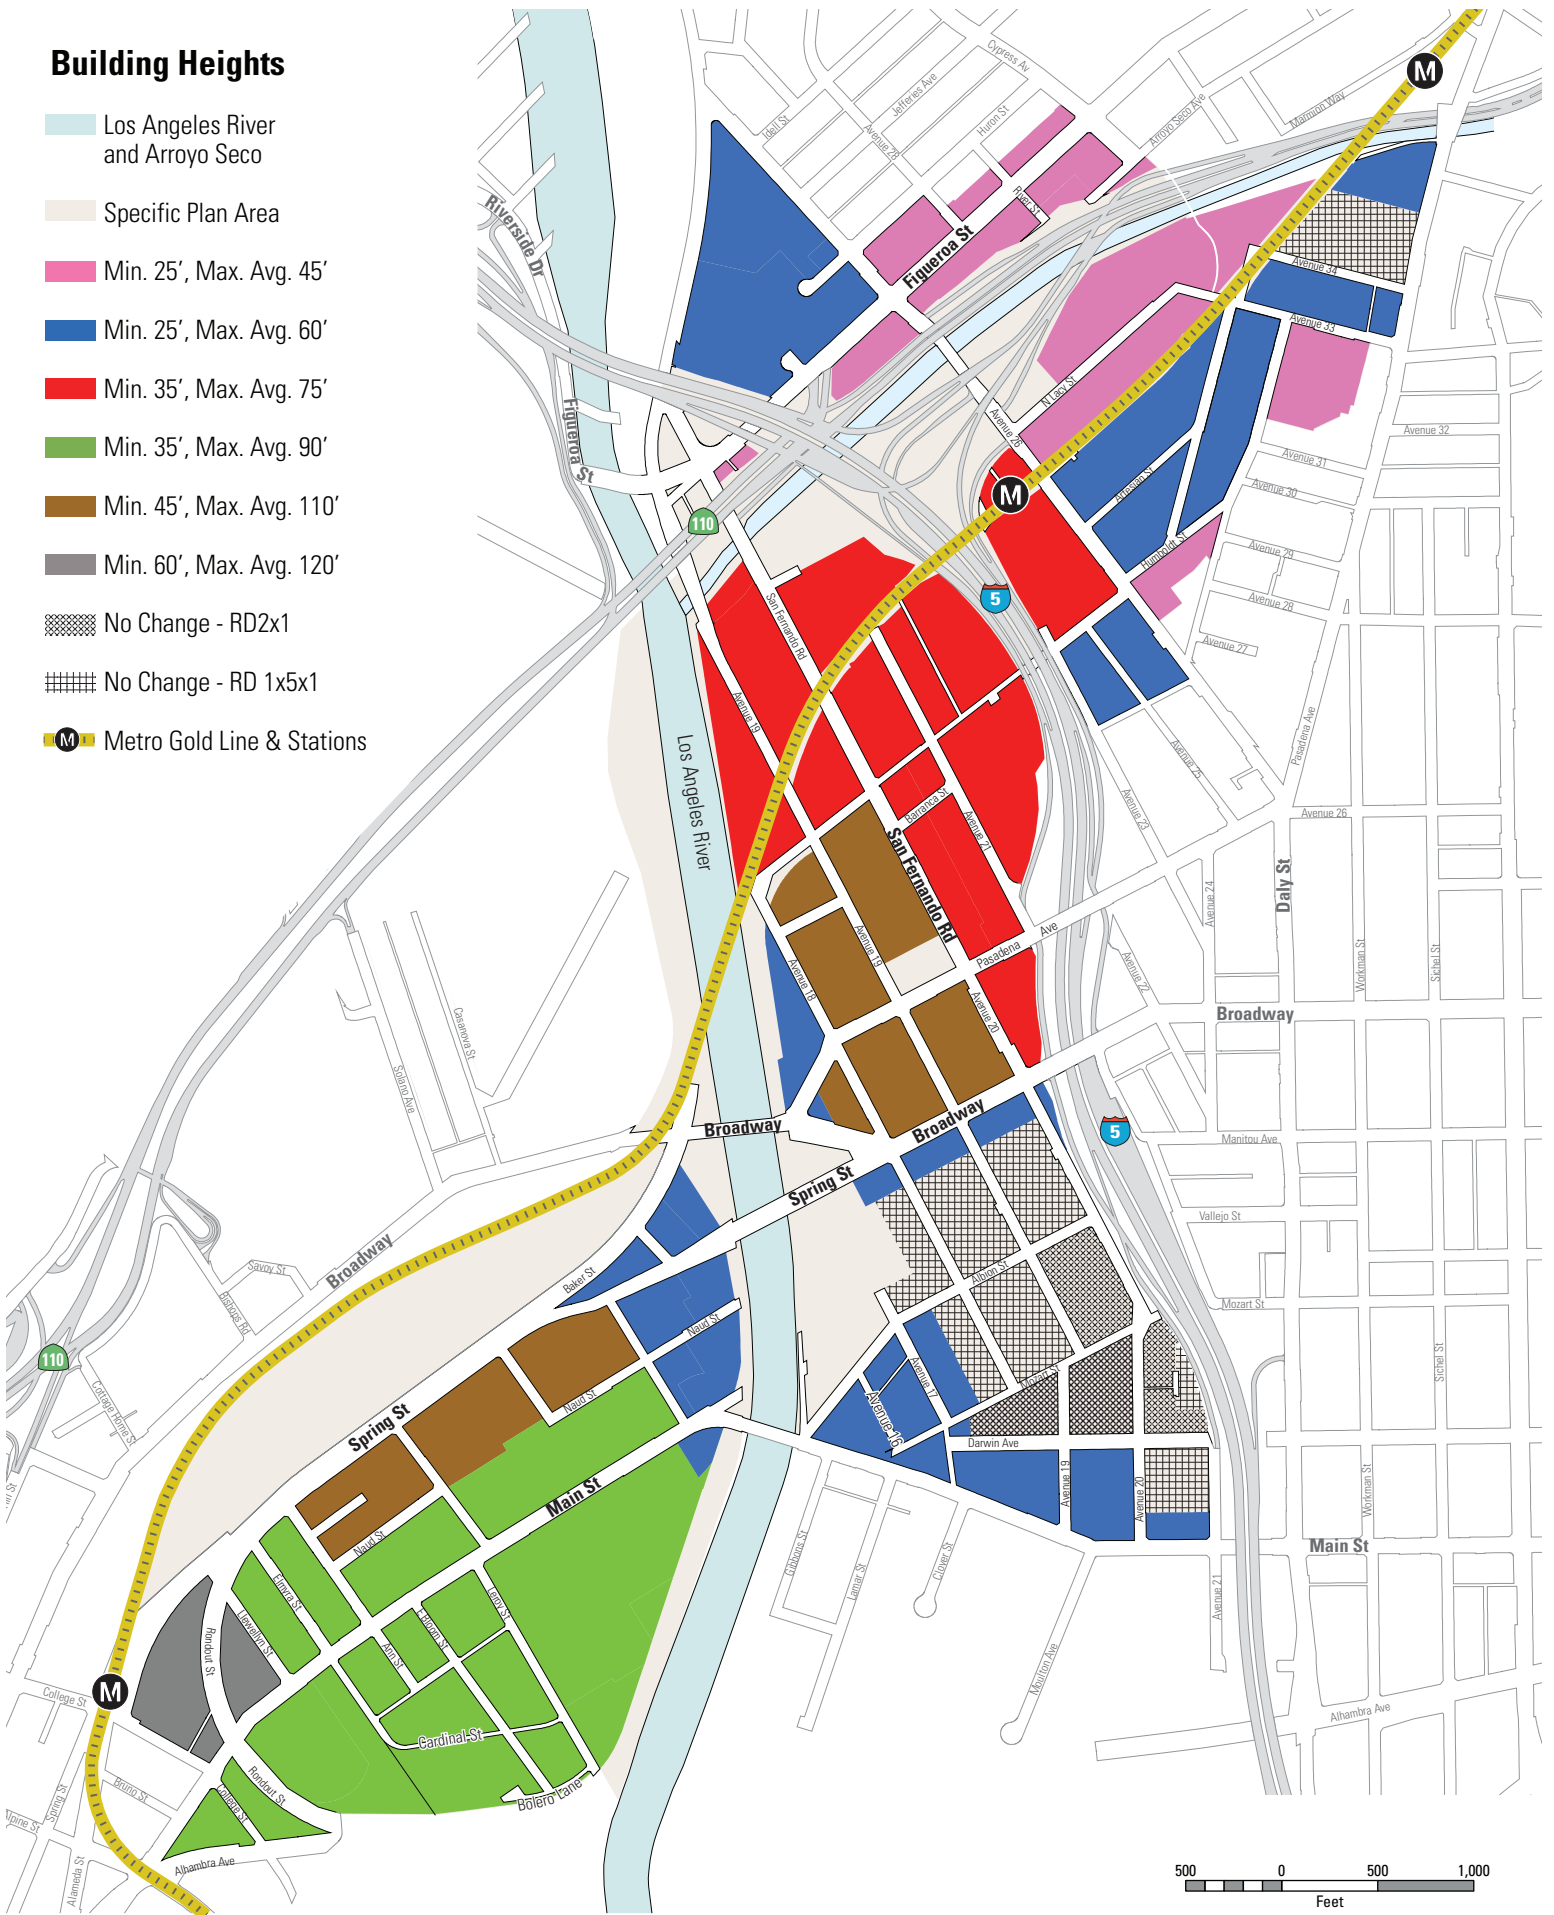 Building Heights
Los Angeles River
and Arroyo Seco
Specific Plan Area
Min. 25’, Max. Avg. 45’
Min. 25’, Max. Avg. 60’
Min. 35’, Max. Avg. 75’
Min. 35’, Max. Avg. 90’
Min. 45’, Max. Avg. 110’
Min. 60’, Max. Avg. 120’
No Change - RD2x1
No Change - RD 1x5x1
M
Metro Gold Line & Stations
Cypress Av
M
Jefferies Ave
Idell St
Avenue 28
Huron St
Arroyo Seco Ave
Marmion Way
River St
Riverside Dr
Figueroa St
Avenue 34
Avenue 33
N Lacy St
Figueroa
St
Avenue 26
Avenue 32
Avenue 31
Avenue 30
Artesian St
M
110
Humboldt St
Avenue 29
5
Avenue 28
San Fernando Rd
Avenue 27
Avenue 19
Pasadena Ave
Avenue 25
Los Angeles River
Avenue 23
Avenue 26
Barranca St
Avenue 21
San Fernando Rd
Daly St
Avenue 24
Pasadena
Ave
Avenue 19
Avenue 18
Avenue 22
Workman St
Sichel St
Avenue 20
Broadway
Casanova St
Solano Ave
Broadway
Broadway
5
Manitou Ave
Spring St
Vallejo St
Broadway
Savoy St
Baker St
Albion St
Bishops Rd
Mozart St
Naud St
110
Cottage Home St
Sichel St
Mozart St
Avenue 17
Avenue 16
Naud St
Spring St
Darwin Ave
Main St
Avenue 19
Avenue 20
Workman St
Naud St
Main St
Gibbons St
Lamar St
Clover St
Avenue 21
Elmyra St
Llewellyn St
Leroy St
E Bloom St
Ann St
Rondout St
Moulton Ave
M
College St
Alhambra Ave
Cardinal St
Bruno St
Rondout St
College St
Bolero Lane
Spring St
Alpine St
Alhambra Ave
Alameda St
500 0 500 1,000
Feet